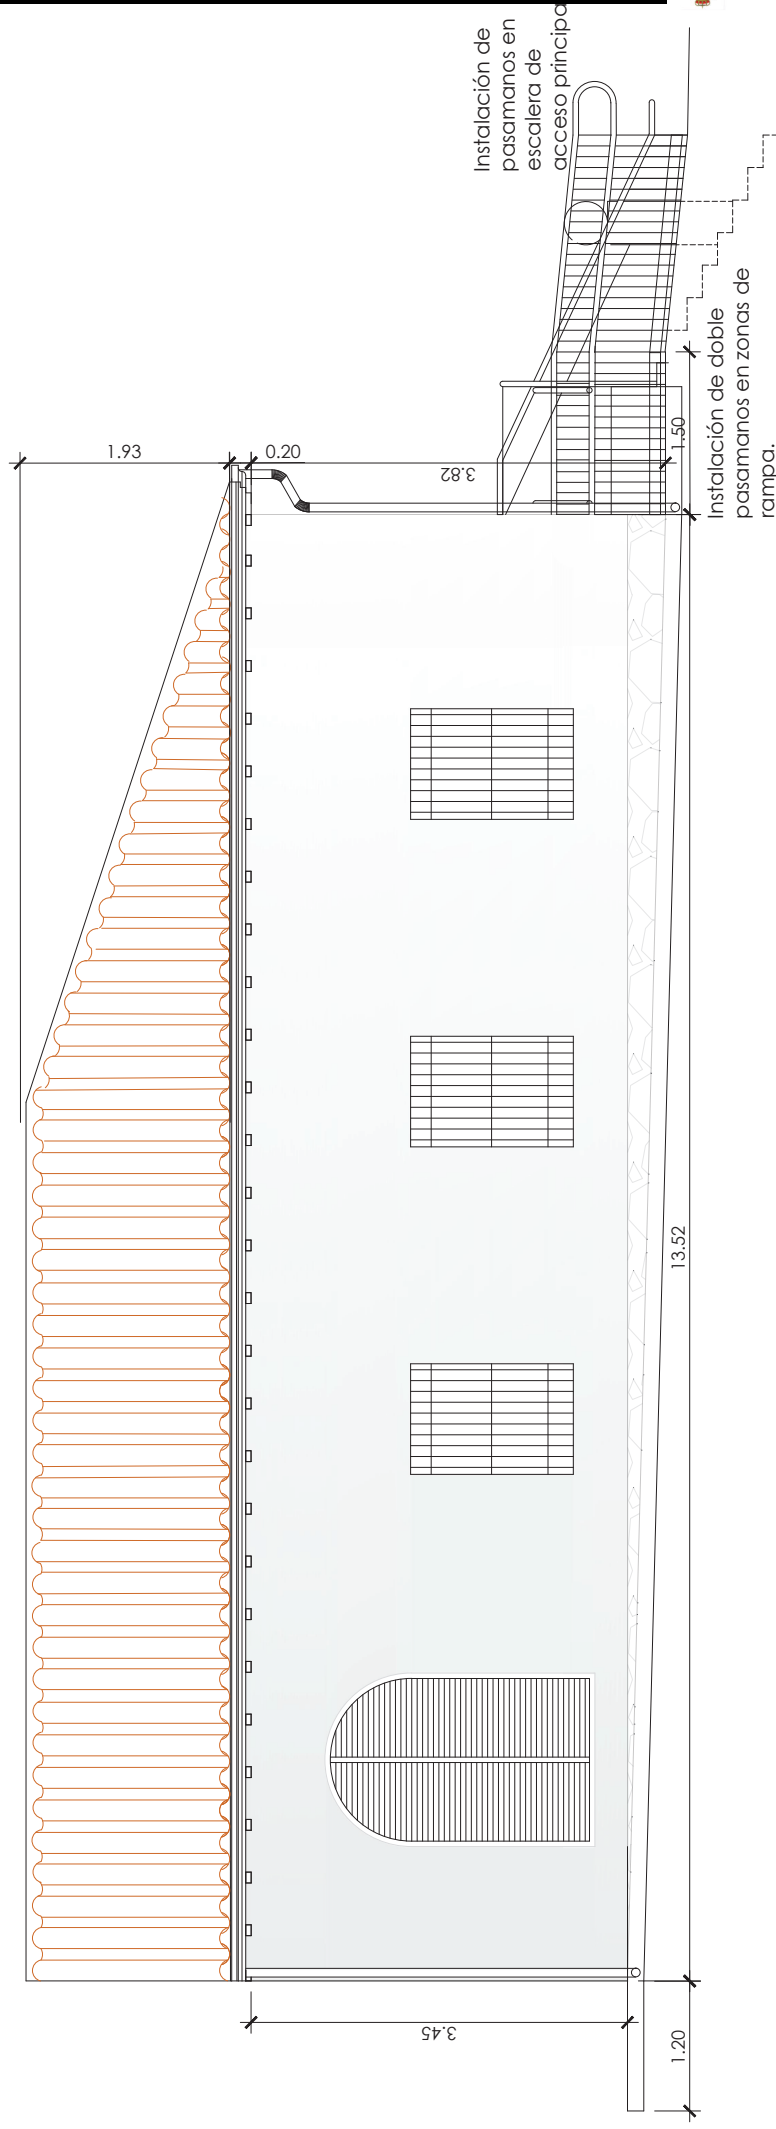 Instalación de
pasamanos en
escalera de
acceso principa
1.93
0.20
3.82
1.50
Instalación de doble
pasamanos en zonas de
rampa.
13.52
3.45
1.20